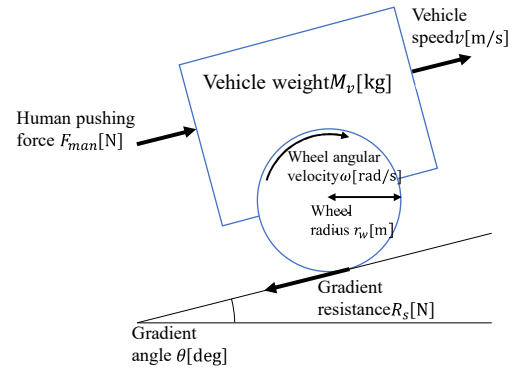 Vehicle
speedv[m/s]
Vehicle weightMᵥ[kg]
Human pushing
force Fₘₐₙ[N]
Wheel angular
velocityω[rad/s]
Wheel
radius r_w[m]
Gradient
resistanceRₛ[N]
Gradient
angle θ[deg]